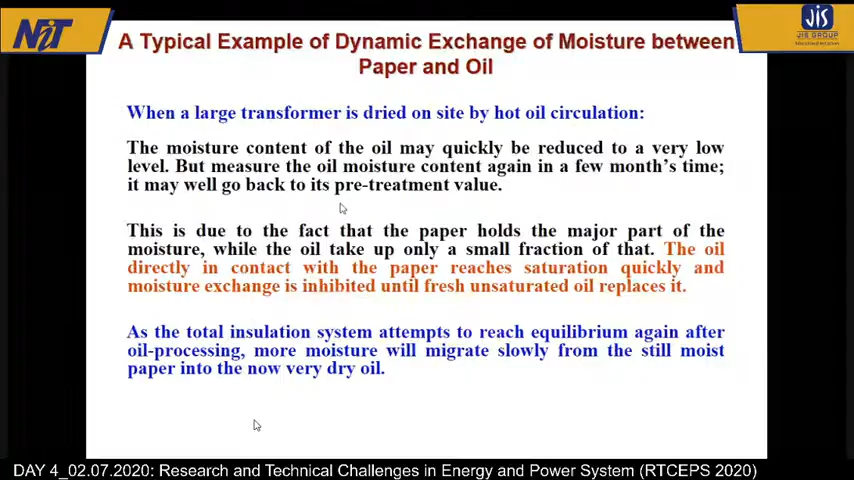 NiT
JIS
JIS GROUP
A Typical Example of Dynamic Exchange of Moisture between
Paper and Oil
When a large transformer is dried on site by hot oil circulation:
The moisture content of the oil may quickly be reduced to a very low
level. But measure the oil moisture content again in a few month's time;
it may well go back to its pre-treatment value.
This is due to the fact that the paper holds the major part of the
moisture, while the oil take up only a small fraction of that. The oil
directly in contact with the paper reaches saturation quickly and
moisture exchange is inhibited until fresh unsaturated oil replaces it.
As the total insulation system attempts to reach equilibrium again after
oil-processing, more moisture will migrate slowly from the still moist
paper into the now very dry oil.
DAY 4_02.07.2020: Research and Technical Challenges in Energy and Power System (RTCEPS 2020)